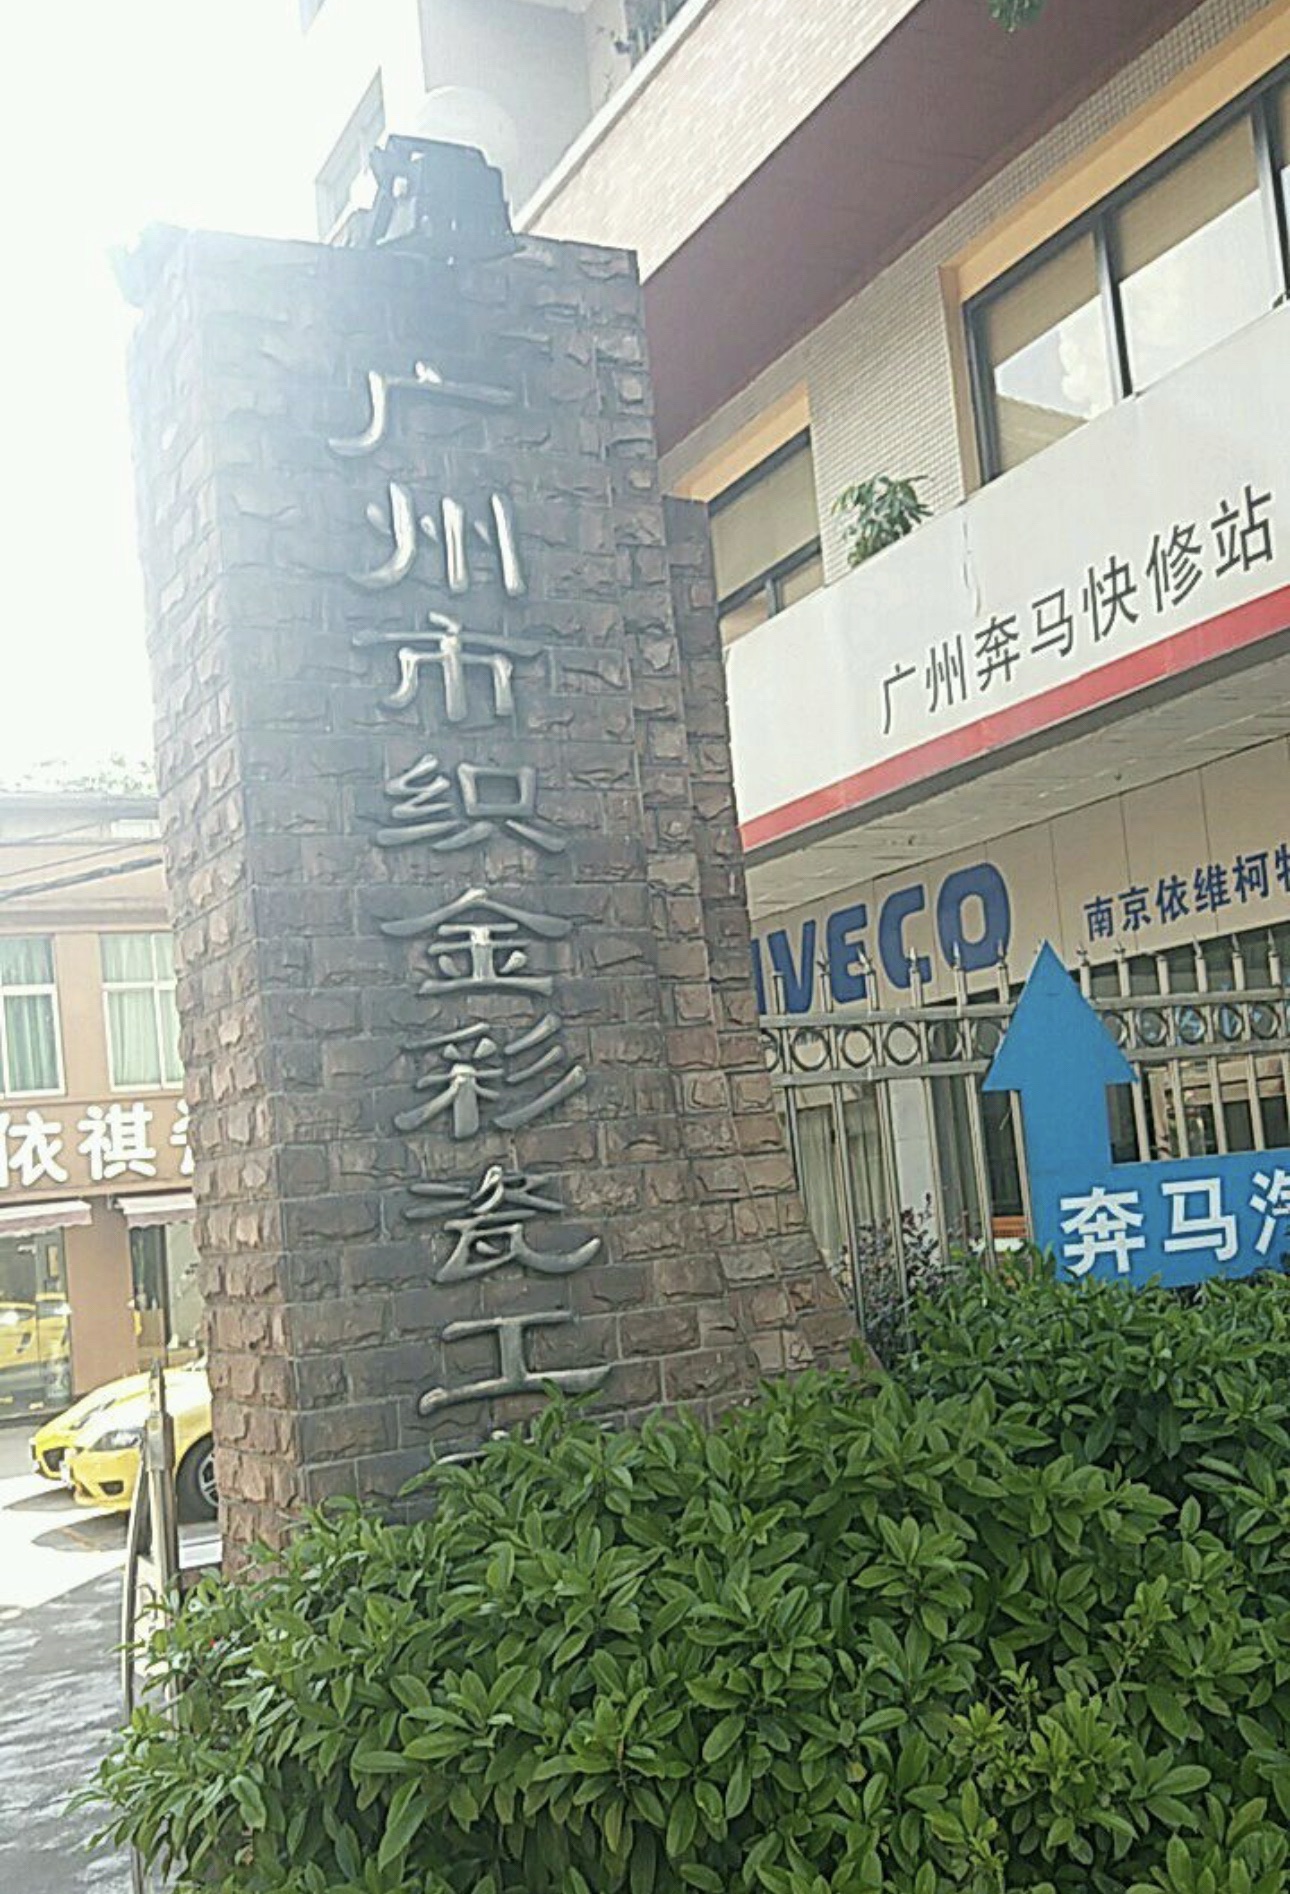 广州市织金彩瓷工
广州奔马快修站
IVECO
南京依维柯
奔马汽
依祺